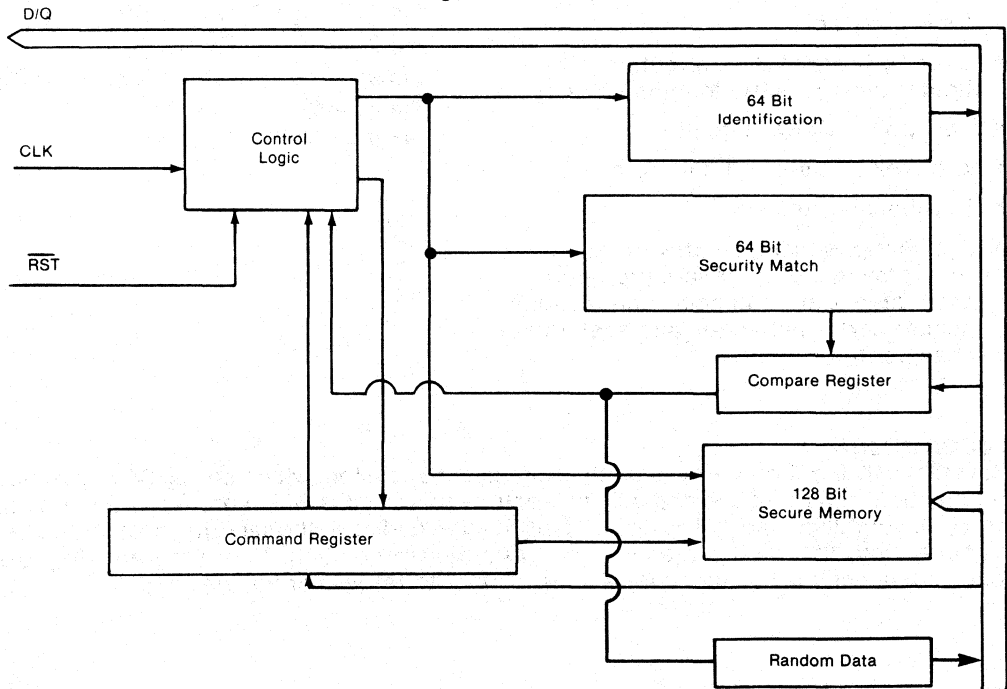 D/Q
Control
Logic
64 Bit
Identification
CLK
64 Bit
Security Match
R̅S̅T̅
Compare Register
128 Bit
Secure Memory
Command Register
Random Data